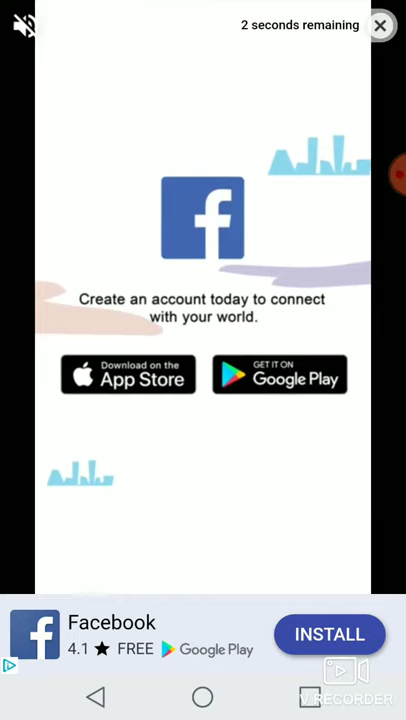 2 seconds remaining
f
Create an account today to connect
with your world.
Download on the
App Store
GET IT ON
Google Play
f
Facebook
4.1 ★ FREE Google Play
INSTALL
V.RECORDER